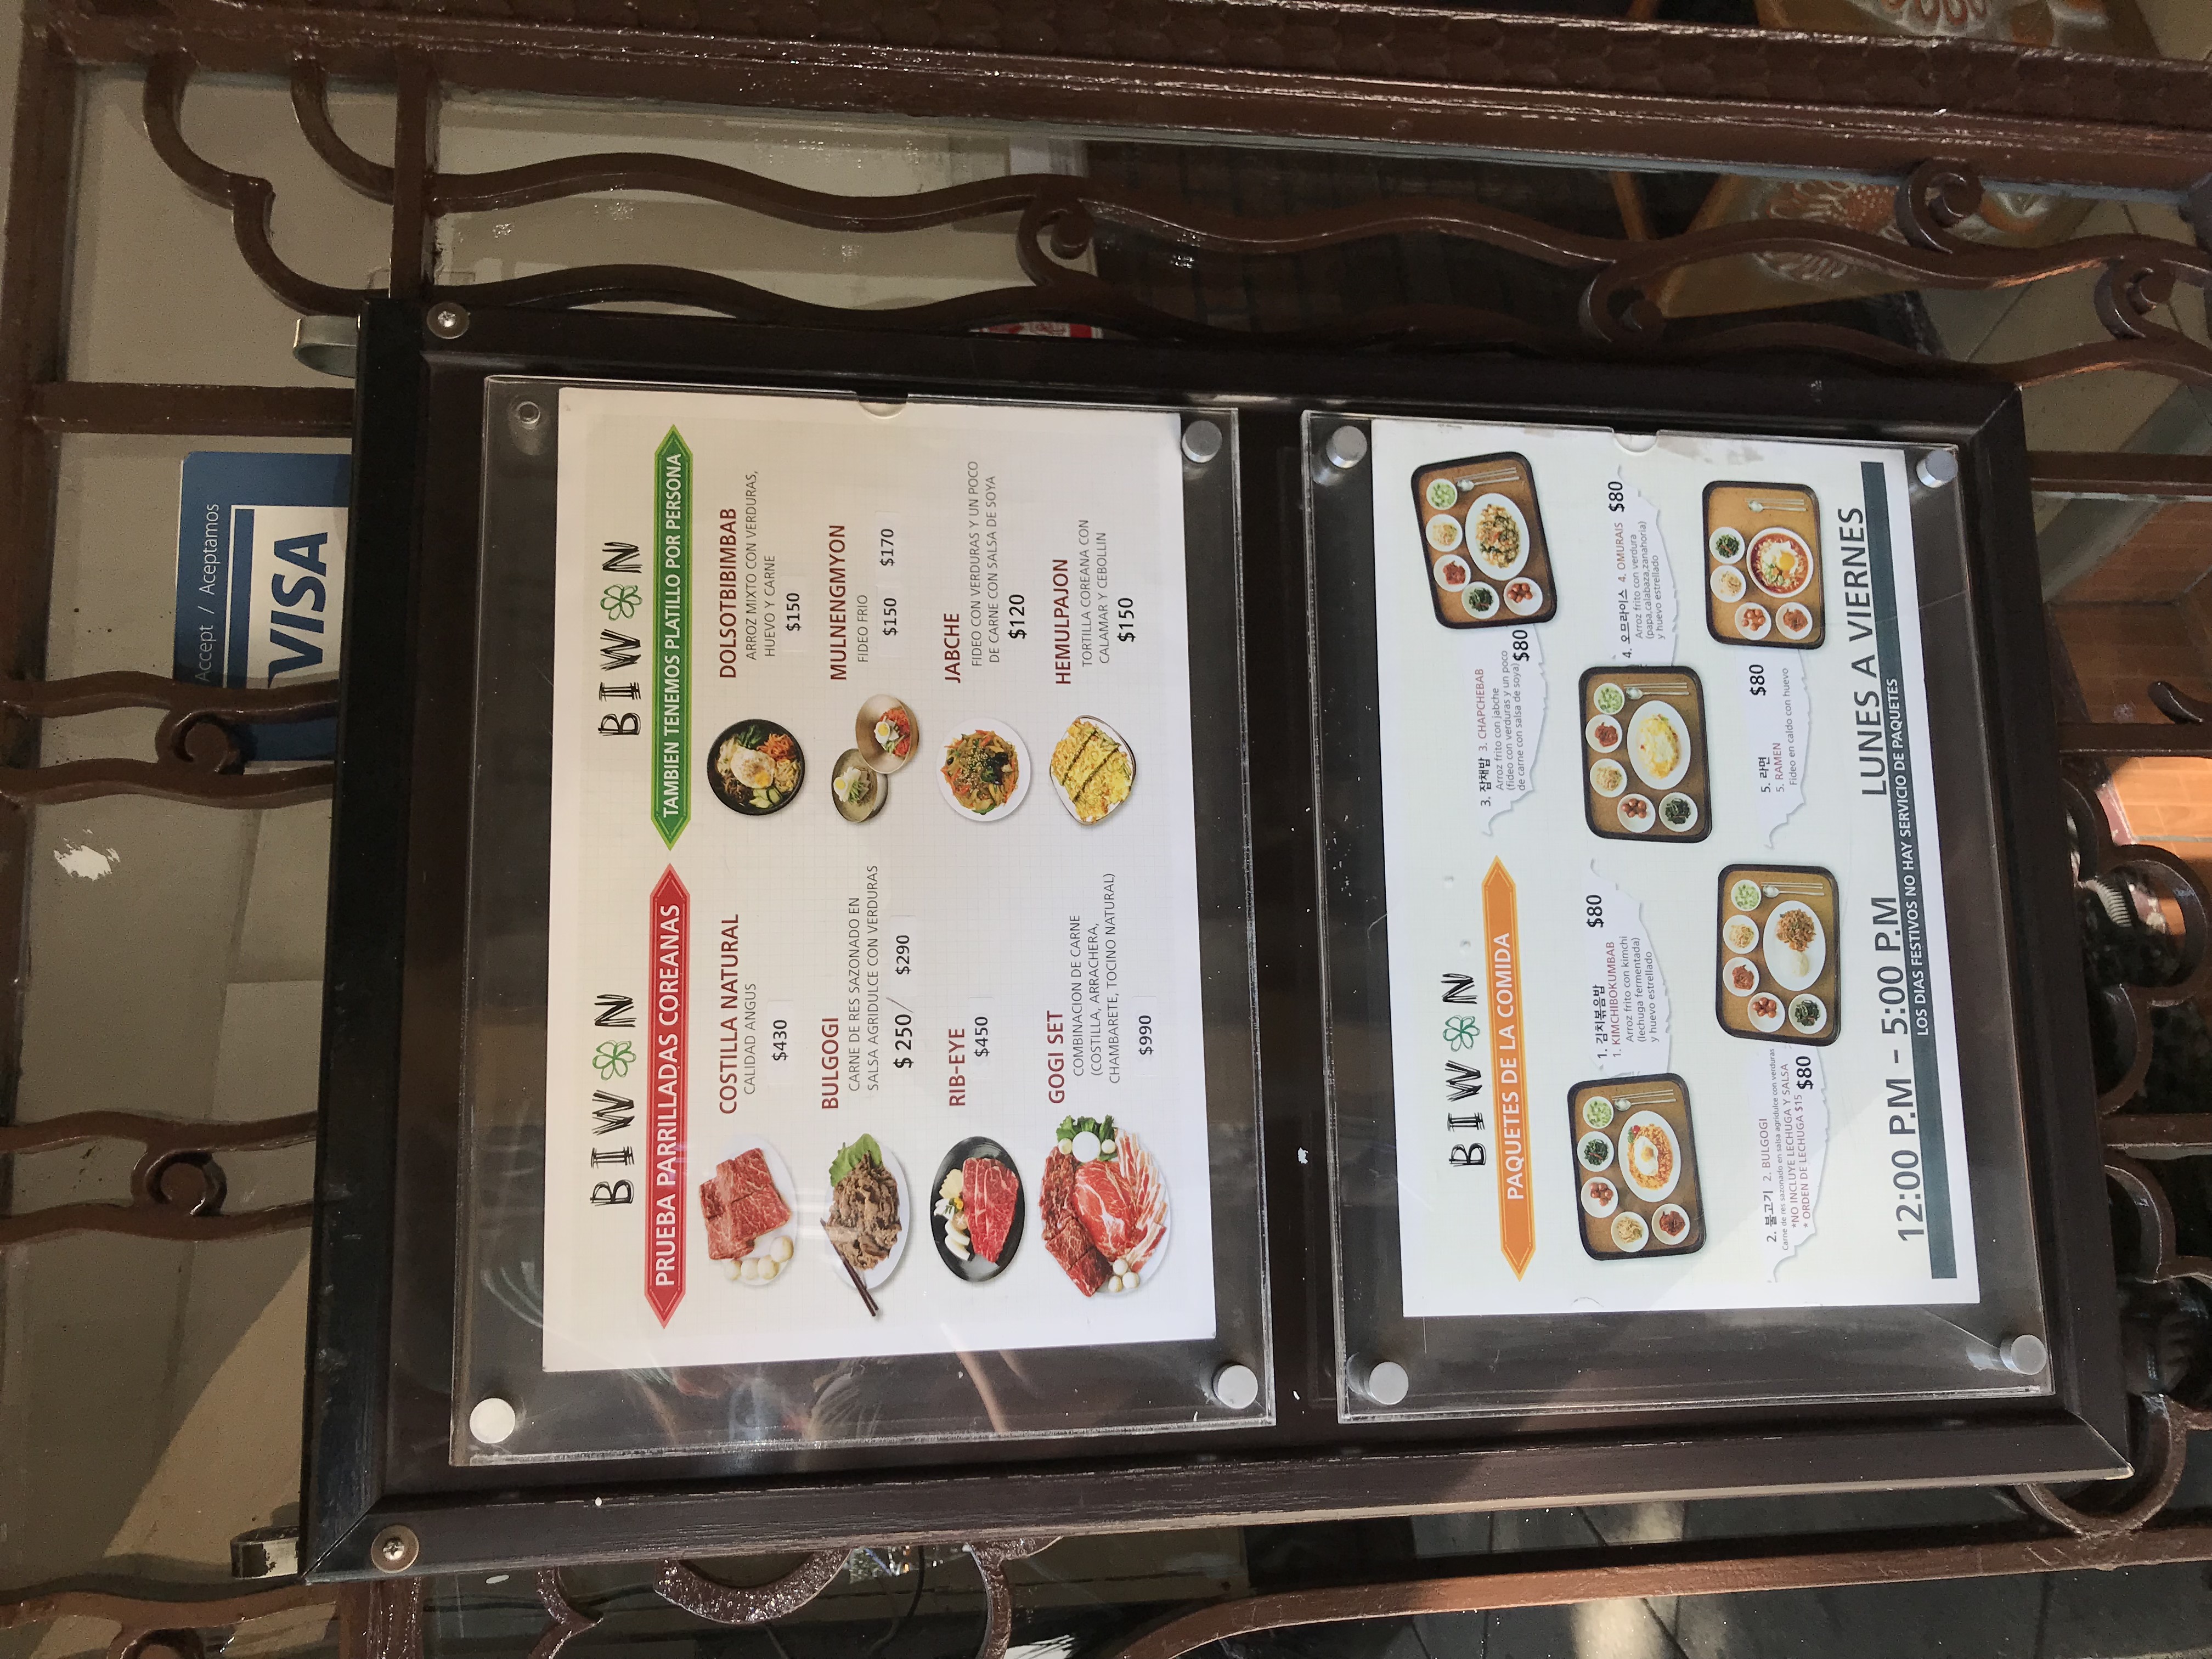 Accept / Aceptamos
VISA
BIWON
PRUEBA PARRILLADAS COREANAS
COSTILLA NATURAL
CALIDAD ANGUS
$430
BULGOGI
CARNE DE RES SAZONADO EN
SALSA AGRIDULCE CON VERDURAS
$250/ $290
RIB-EYE
$450
GOGI SET
COMBINACION DE CARNE
(COSTILLA, ARRACHERA,
CHAMBARETE, TOCINO NATURAL)
$990
BIWON
TAMBIEN TENEMOS PLATILLO POR PERSONA
DOLSOTBIBIMBAB
ARROZ MIXTO CON VERDURAS,
HUEVO Y CARNE
$150
MULNENGMYON
FIDEO FRIO
$150 $170
JABCHE
FIDEO CON VERDURAS Y UN POCO
DE CARNE CON SALSA DE SOYA
$120
HEMULPAJON
TORTILLA COREANA CON
CALAMAR Y CEBOLLIN
$150
BIWON
PAQUETES DE LA COMIDA
1. 김치볶음밥 $80
1. KIMCHIBOKUMBAB
Arroz frito con kimchi
(lechuga fermentada)
y huevo estrellado
2. 불고기 2. BULGOGI
Carne de res sazonado en salsa agridulce con verduras
*NO INCLUYE LECHUGA Y SALSA
* ORDEN DE LECHUGA $15 $80
3. 잡채밥 3. CHAPCHEBAB
Arroz frito con jabche
(fideo con verduras y un poco
de carne con salsa de soya) $80
4. 오므라이스 4. OMURAIS $80
Arroz frito con verdura
(papa,calabaza,zanahoria)
y huevo estrellado
5. 라면 $80
5. RAMEN
Fideo en caldo con huevo
12:00 P.M - 5:00 P.M LUNES A VIERNES
LOS DIAS FESTIVOS NO HAY SERVICIO DE PAQUETES